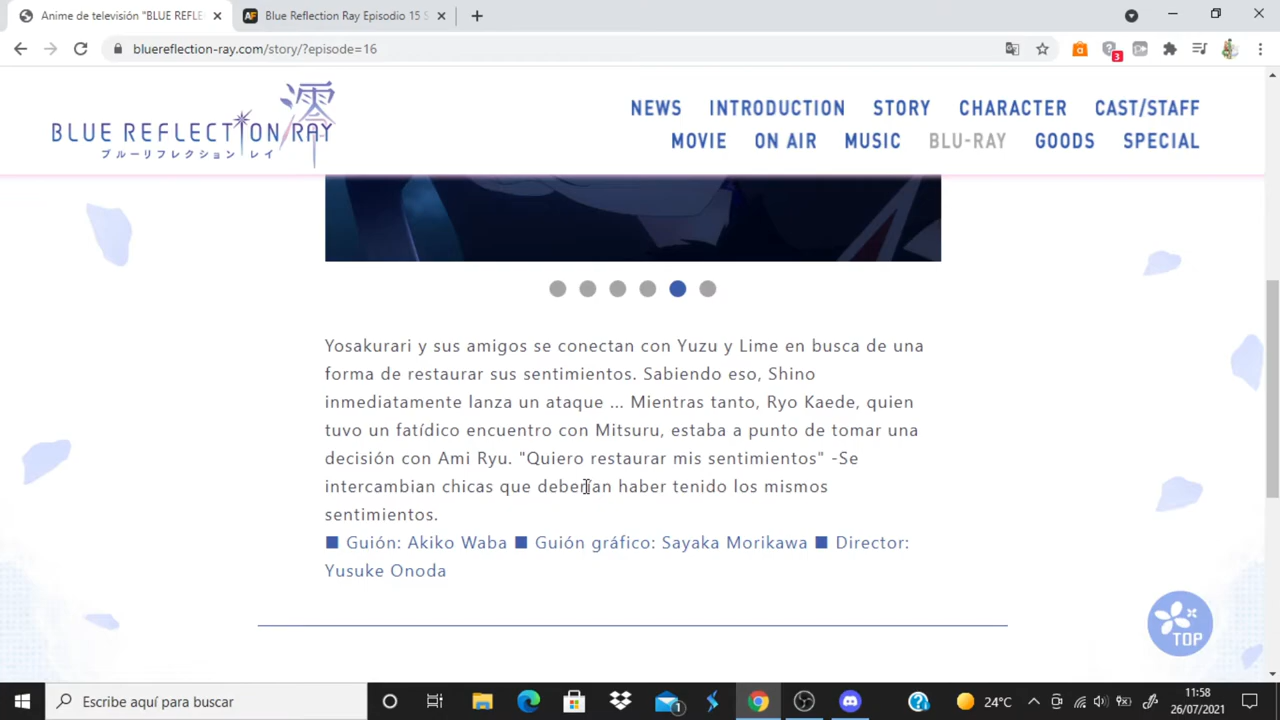 Anime de televisión "BLUE REFLE
Blue Reflection Ray Episodio 15 S
bluereflection-ray.com/story/?episode=16
3
澪
BLUE REFLECTION RAY
ブルーリフレクション レイ
NEWS INTRODUCTION STORY CHARACTER CAST/STAFF
MOVIE ON AIR MUSIC BLU-RAY GOODS SPECIAL
Yosakurari y sus amigos se conectan con Yuzu y Lime en busca de una
forma de restaurar sus sentimientos. Sabiendo eso, Shino
inmediatamente lanza un ataque ... Mientras tanto, Ryo Kaede, quien
tuvo un fatídico encuentro con Mitsuru, estaba a punto de tomar una
decisión con Ami Ryu. "Quiero restaurar mis sentimientos" -Se
intercambian chicas que deberían haber tenido los mismos
sentimientos.
■ Guión: Akiko Waba ■ Guión gráfico: Sayaka Morikawa ■ Director:
Yusuke Onoda
TOP
Escribe aquí para buscar
1
24°C
11:58
26/07/2021